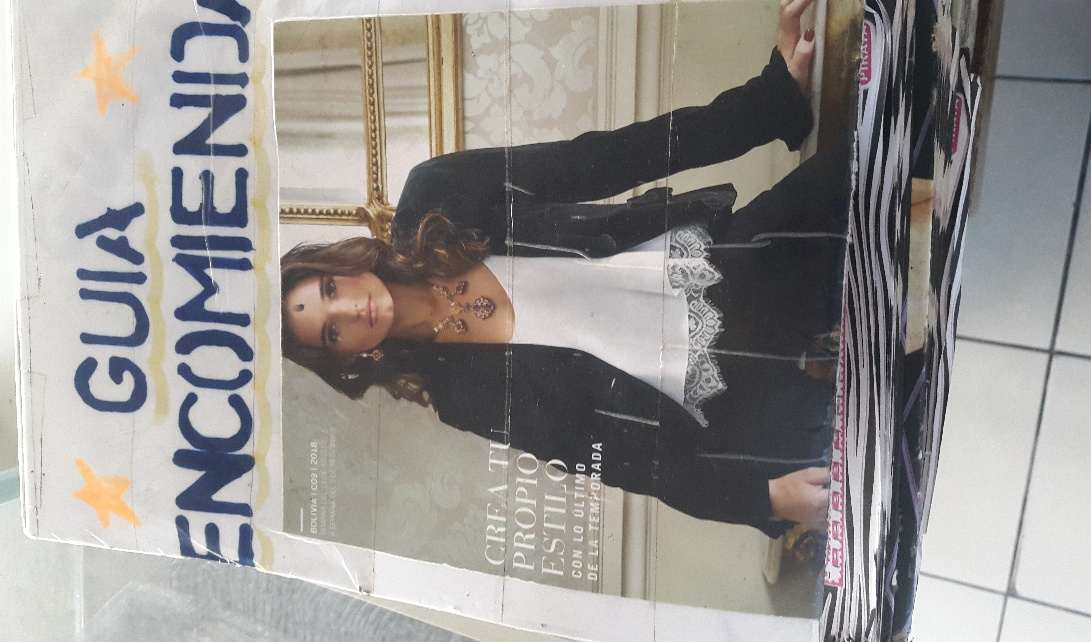 GUIA
ENCOMIENDA
BOLIVIA | C09 | 2018
CREA TU
PROPIO
ESTILO
CON LO ÚLTIMO
DE LA TEMPORADA